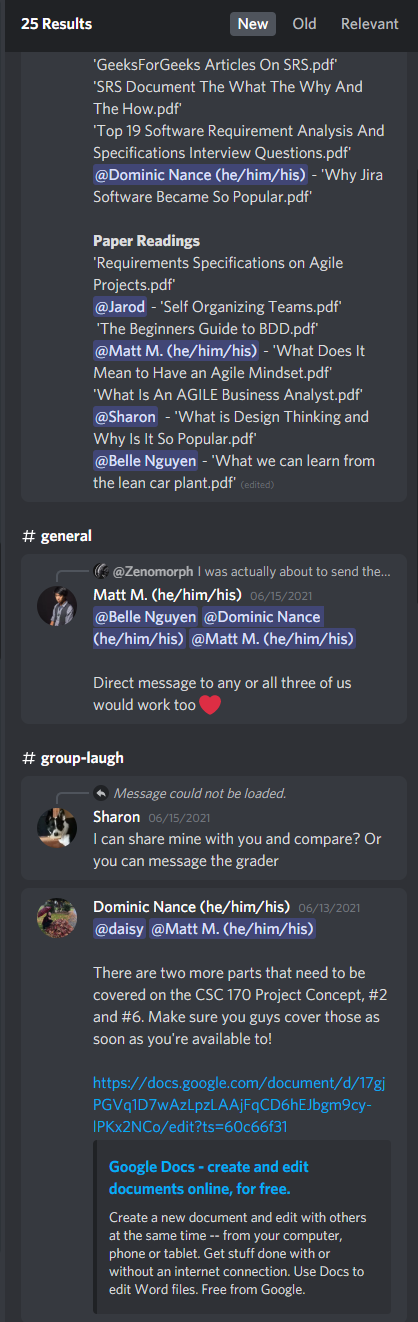 25 Results New Old Relevant
'GeeksForGeeks Articles On SRS.pdf'
'SRS Document The What The Why And
The How.pdf'
'Top 19 Software Requirement Analysis And
Specifications Interview Questions.pdf'
@Dominic Nance (he/him/his) - 'Why Jira
Software Became So Popular.pdf'
Paper Readings
'Requirements Specifications on Agile
Projects.pdf'
@Jarod - 'Self Organizing Teams.pdf'
'The Beginners Guide to BDD.pdf'
@Matt M. (he/him/his) - 'What Does It
Mean to Have an Agile Mindset.pdf'
'What Is An AGILE Business Analyst.pdf'
@Sharon - 'What is Design Thinking and
Why Is It So Popular.pdf'
@Belle Nguyen - 'What we can learn from
the lean car plant.pdf' (edited)
# general
@Zenomorph I was actually about to send the...
Matt M. (he/him/his) 06/15/2021
@Belle Nguyen @Dominic Nance
(he/him/his) @Matt M. (he/him/his)
Direct message to any or all three of us
would work too ❤️
# group-laugh
Message could not be loaded.
Sharon 06/15/2021
I can share mine with you and compare? Or
you can message the grader
Dominic Nance (he/him/his) 06/13/2021
@daisy @Matt M. (he/him/his)
There are two more parts that need to be
covered on the CSC 170 Project Concept, #2
and #6. Make sure you guys cover those as
soon as you're available to!
https://docs.google.com/document/d/17gj
PGVq1D7wAzLpzLAAjFqCD6hEJbgm9cy-
IPKx2NCo/edit?ts=60c66f31
Google Docs - create and edit
documents online, for free.
Create a new document and edit with others
at the same time -- from your computer,
phone or tablet. Get stuff done with or
without an internet connection. Use Docs to
edit Word files. Free from Google.